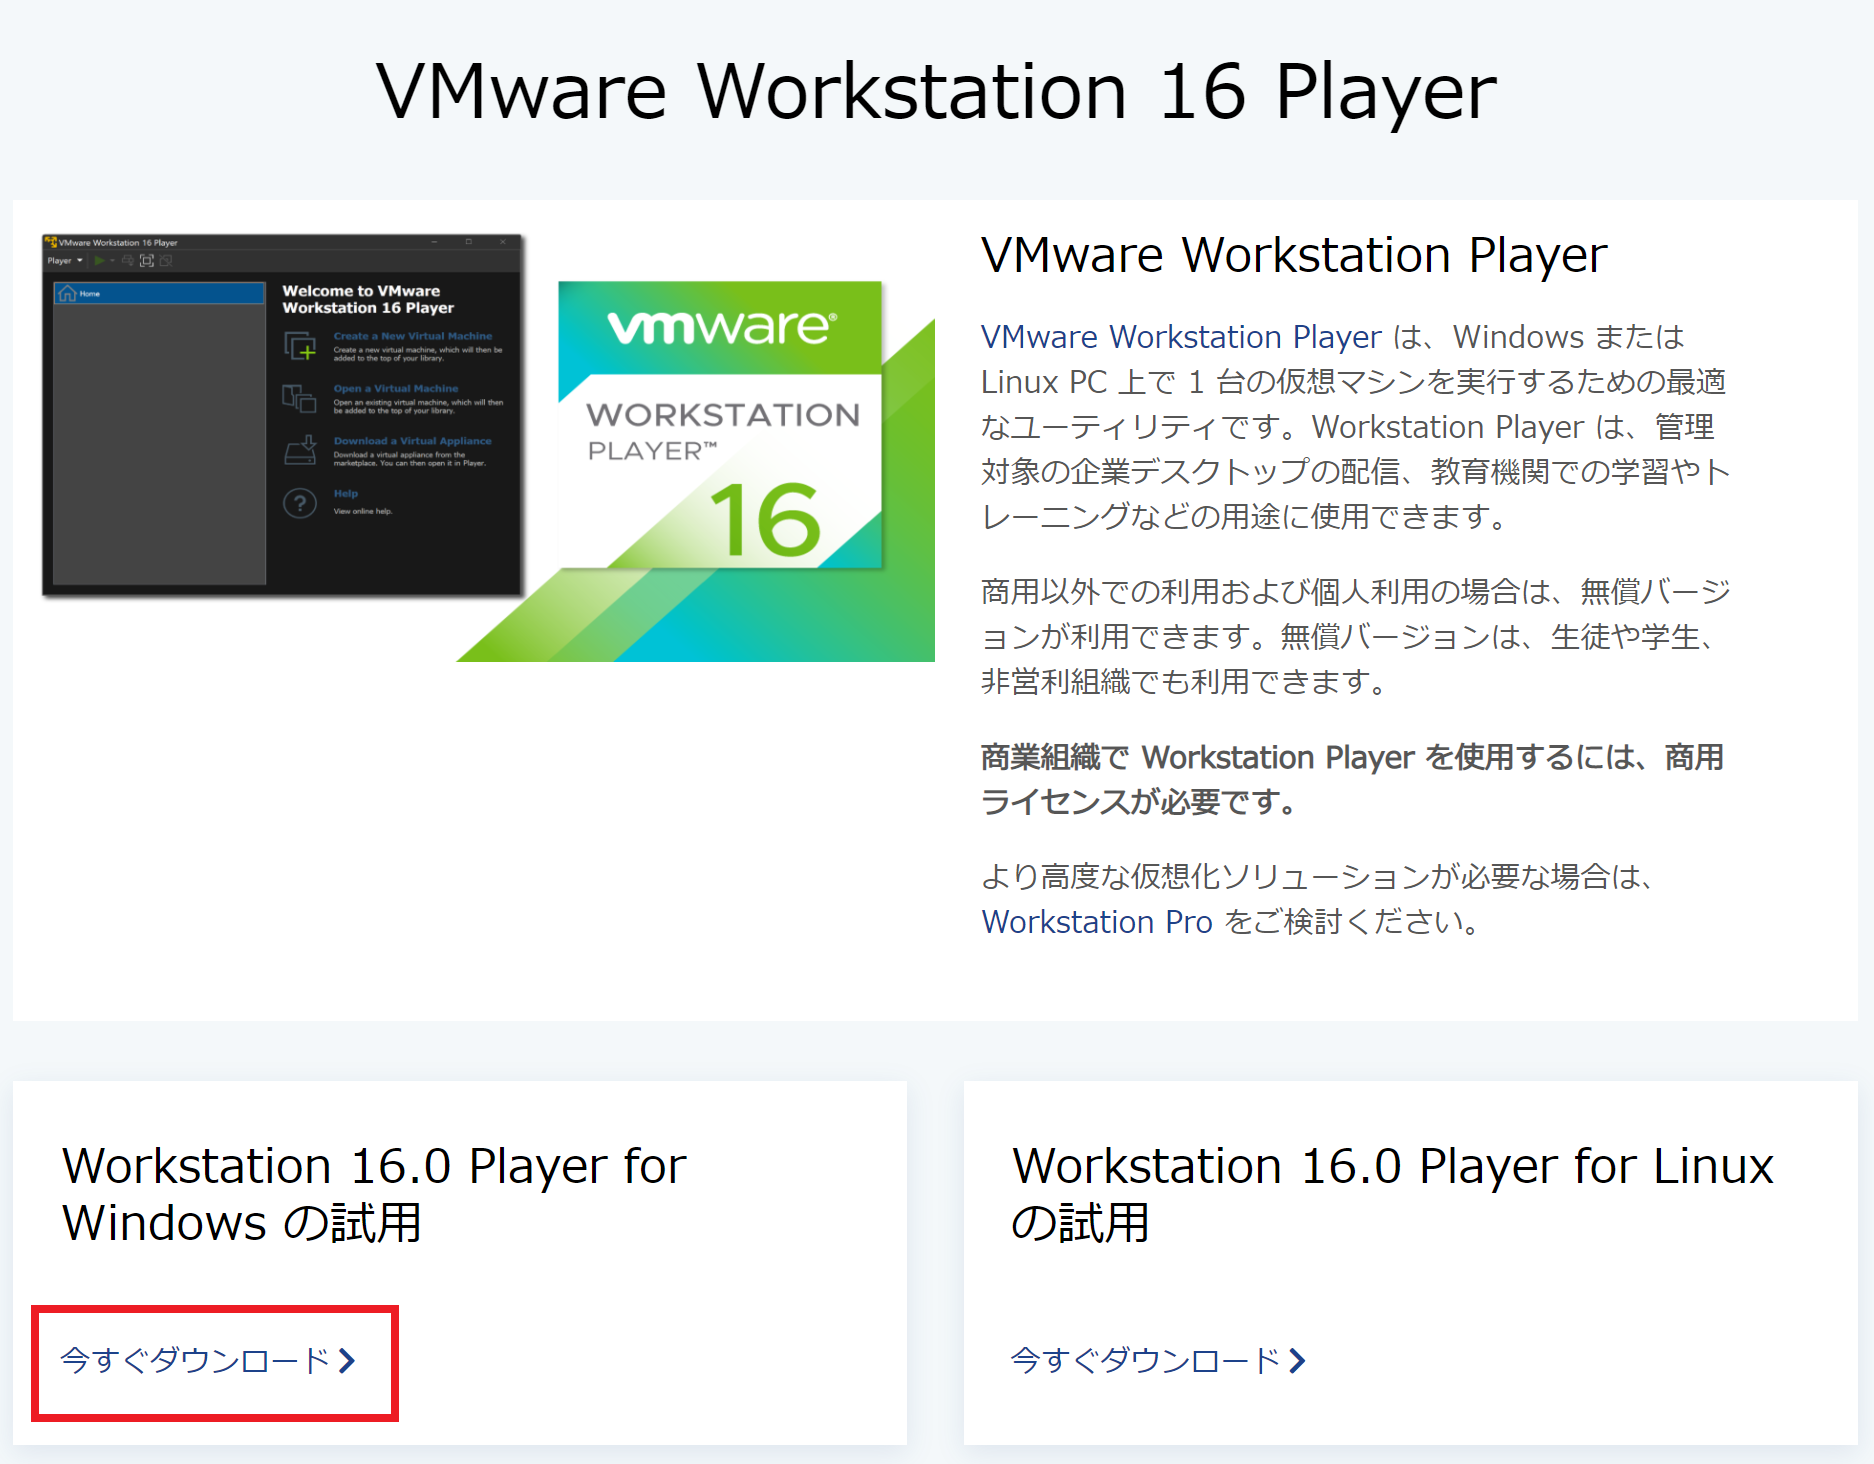 VMware Workstation 16 Player
VMware Workstation 16 Player
Player
Home
Welcome to VMware
Workstation 16 Player
Create a New Virtual Machine
Create a new virtual machine, which will then be
added to the top of your library.
Open a Virtual Machine
Open an existing virtual machine, which will then
be added to the top of your library.
Download a Virtual Appliance
Download a virtual appliance from the
marketplace. You can then open it in Player.
Help
View online help.
vmware®
WORKSTATION
PLAYER™
16
VMware Workstation Player
VMware Workstation Player は、Windows または
Linux PC 上で 1 台の仮想マシンを実行するための最適
なユーティリティです。Workstation Player は、管理
対象の企業デスクトップの配信、教育機関での学習やト
レーニングなどの用途に使用できます。
商用以外での利用および個人利用の場合は、無償バージ
ョンが利用できます。無償バージョンは、生徒や学生、
非営利組織でも利用できます。
商業組織で Workstation Player を使用するには、商用
ライセンスが必要です。
より高度な仮想化ソリューションが必要な場合は、
Workstation Pro をご検討ください。
Workstation 16.0 Player for
Windows の試用
今すぐダウンロード
Workstation 16.0 Player for Linux
の試用
今すぐダウンロード